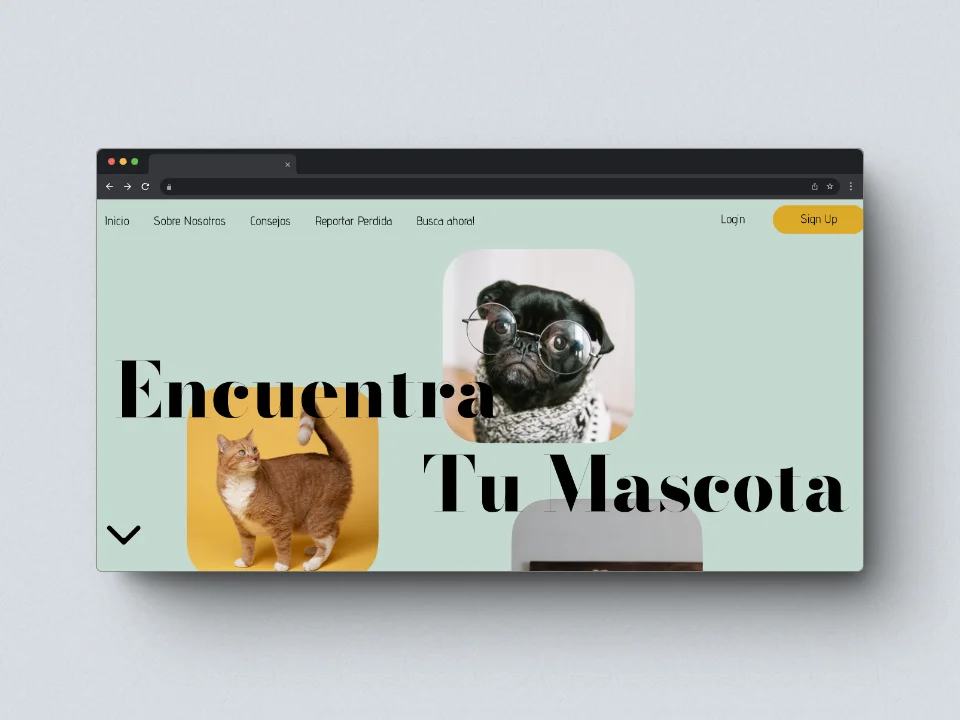 Inicio Sobre Nosotros Consejos Reportar Perdida Busca ahora! Login Sign Up
Encuentra
Tu Mascota